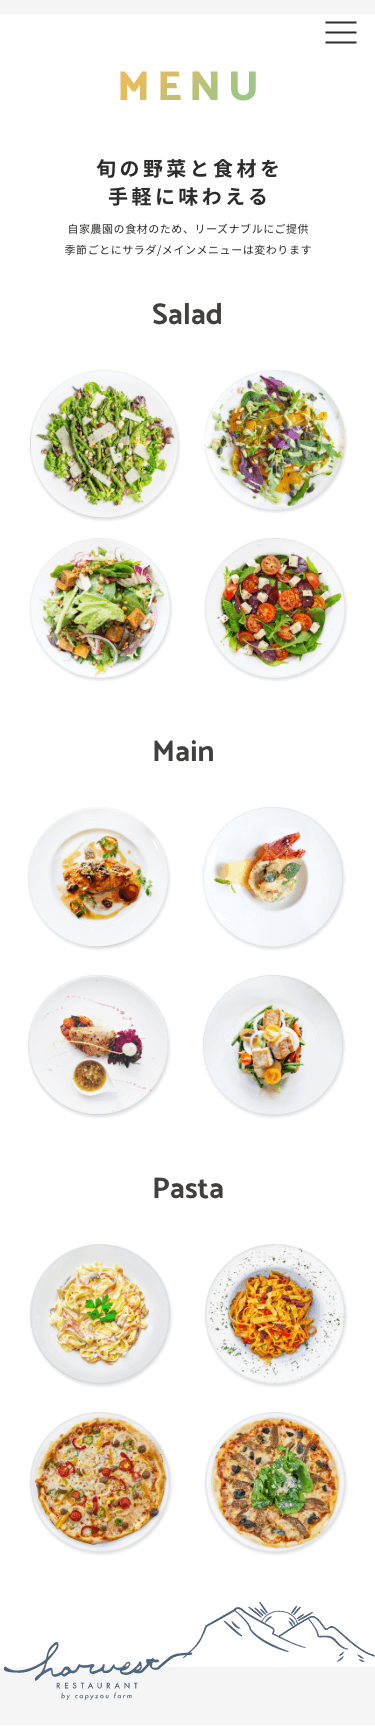 MENU
旬の野菜と食材を
手軽に味わえる
自家農園の食材のため、リーズナブルにご提供
季節ごとにサラダ/メインメニューは変わります
Salad
Main
Pasta
harvest
RESTAURANT
by capyzou farm